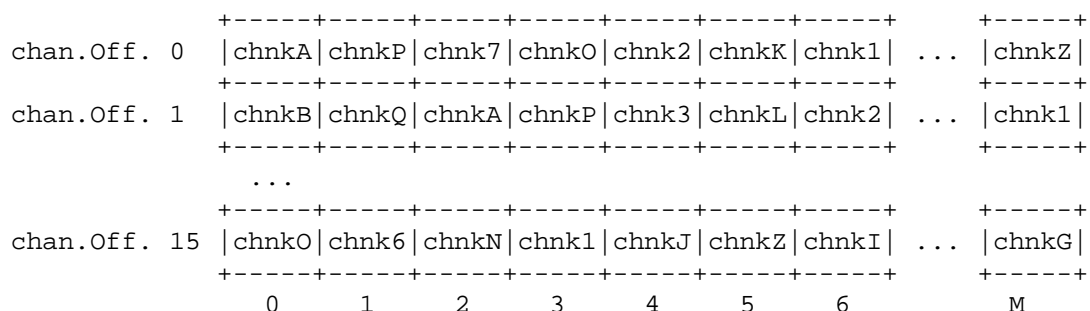 +-----+-----+-----+-----+-----+-----+-----+     +-----+
chan.Off. 0  |chnkA|chnkP|chnk7|chnkO|chnk2|chnkK|chnk1| ... |chnkZ|
+-----+-----+-----+-----+-----+-----+-----+     +-----+
chan.Off. 1  |chnkB|chnkQ|chnkA|chnkP|chnk3|chnkL|chnk2| ... |chnk1|
+-----+-----+-----+-----+-----+-----+-----+     +-----+
...
+-----+-----+-----+-----+-----+-----+-----+     +-----+
chan.Off. 15 |chnkO|chnk6|chnkN|chnk1|chnkJ|chnkZ|chnkI| ... |chnkG|
+-----+-----+-----+-----+-----+-----+-----+     +-----+
0     1     2     3     4     5     6           M